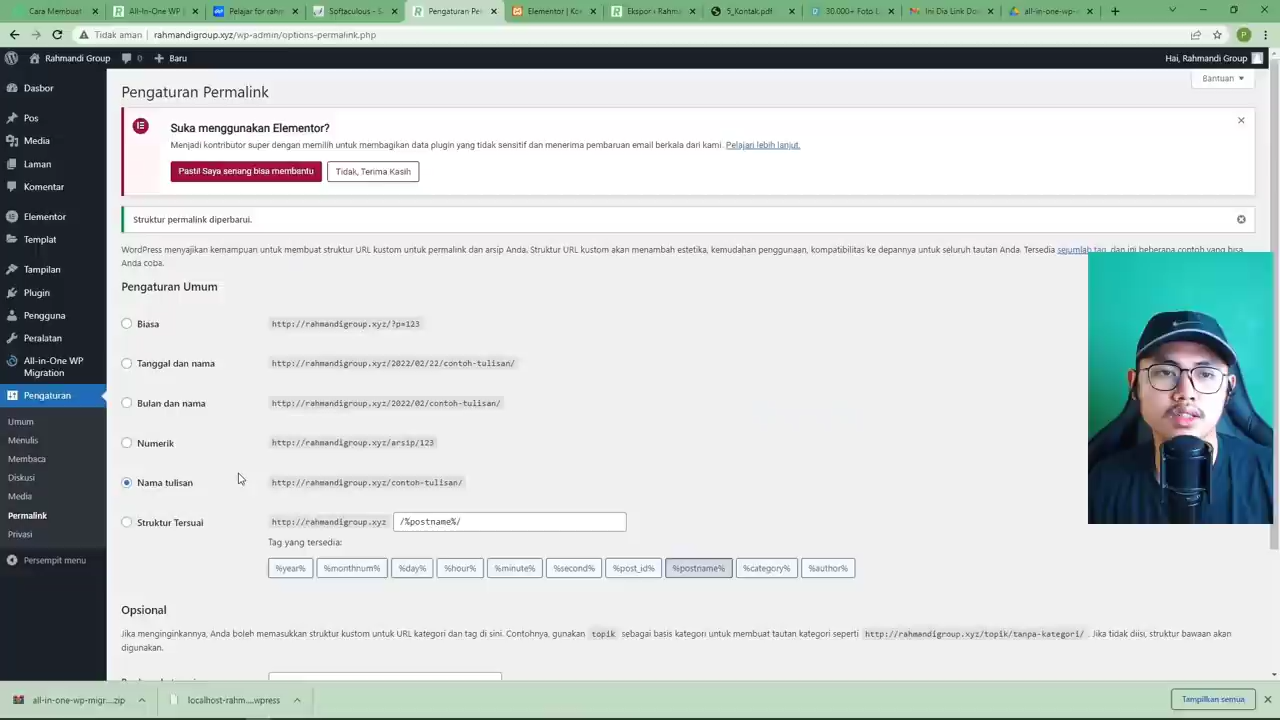 Cara Membuat
All-in-One WP
Pelajar for rahm
Softaculous - S
Pengaturan Per
Elementor | Ko
Ekspor ‹ Rahma
5_Kontak.pdf
30.000+ Foto L
Ini Dia Link Do
all-in-one-wp-
Tidak aman | rahmandigroup.xyz/wp-admin/options-permalink.php
P
Rahmandi Group
0
Baru
Hai, Rahmandi Group
Bantuan
Dasbor
Pos
Media
Laman
Komentar
Elementor
Templat
Tampilan
Plugin
Pengguna
Peralatan
All-in-One WP
Migration
Pengaturan
Umum
Menulis
Membaca
Diskusi
Media
Permalink
Privasi
Persempit menu
Pengaturan Permalink
Suka menggunakan Elementor?
Menjadi kontributor super dengan memilih untuk membagikan data plugin yang tidak sensitif dan menerima pembaruan email berkala dari kami. Pelajari lebih lanjut.
Pasti! Saya senang bisa membantu
Tidak, Terima Kasih
Struktur permalink diperbarui.
WordPress menyajikan kemampuan untuk membuat struktur URL kustom untuk permalink dan arsip Anda. Struktur URL kustom akan menambah estetika, kemudahan penggunaan, kompatibilitas ke depannya untuk seluruh tautan Anda. Tersedia sejumlah tag, dan ini beberapa contoh yang bisa
Anda coba.
Pengaturan Umum
Biasa http://rahmandigroup.xyz/?p=123
Tanggal dan nama http://rahmandigroup.xyz/2022/02/22/contoh-tulisan/
Bulan dan nama http://rahmandigroup.xyz/2022/02/contoh-tulisan/
Numerik http://rahmandigroup.xyz/arsip/123
Nama tulisan http://rahmandigroup.xyz/contoh-tulisan/
Struktur Tersuai http://rahmandigroup.xyz /%postname%/
Tag yang tersedia:
%year% %monthnum% %day% %hour% %minute% %second% %post_id% %postname% %category% %author%
Opsional
Jika menginginkannya, Anda boleh memasukkan struktur kustom untuk URL kategori dan tag di sini. Contohnya, gunakan topik sebagai basis kategori untuk membuat tautan kategori seperti http://rahmandigroup.xyz/topik/tanpa-kategori/ . Jika tidak diisi, struktur bawaan akan
digunakan.
all-in-one-wp-migr....zip
localhost-rahm....wpress
Tampilkan semua